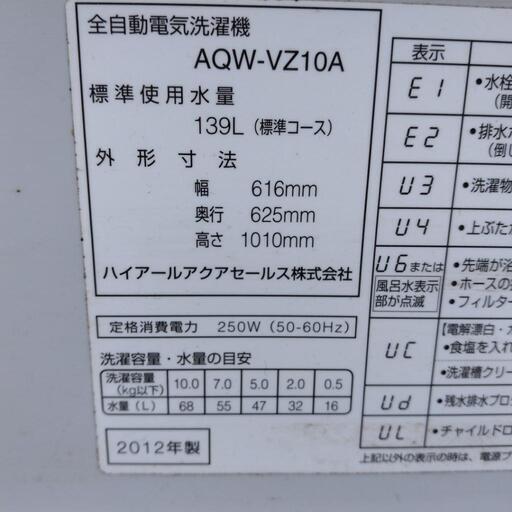 全自動電気洗濯機
AQW-VZ10A
標準使用水量
139L (標準コース)
外形寸法
幅 616mm
奥行 625mm
高さ 1010mm
ハイアールアクアセールス株式会社
定格消費電力 250W (50-60Hz)
洗濯容量・水量の目安
洗濯容量(kg以下) 10.0 7.0 5.0 2.0 0.5
水量(L) 68 55 47 32 16
2012年製
表示
E1 ・水栓
(開
E2 ・排水ホ
(倒し
U3 ・洗濯物
U4 ・上ぶたが
U6または ・先端が浴
風呂水表示 ・ホースの
部が点滅 ・フィルター
UC 【電解漂白・
・食塩を入れ
・洗濯槽クリー
Ud ・残水排水ブロ
UL ・チャイルドロ
上記以外の表示の時は、電源プ